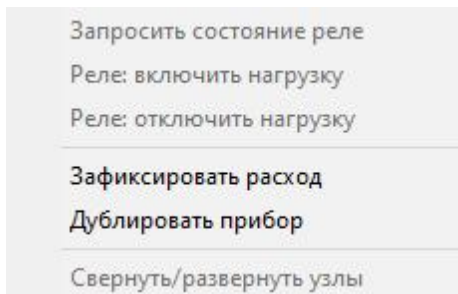 Запросить состояние реле
Реле: включить нагрузку
Реле: отключить нагрузку
Зафиксировать расход
Дублировать прибор
Свернуть/развернуть узлы